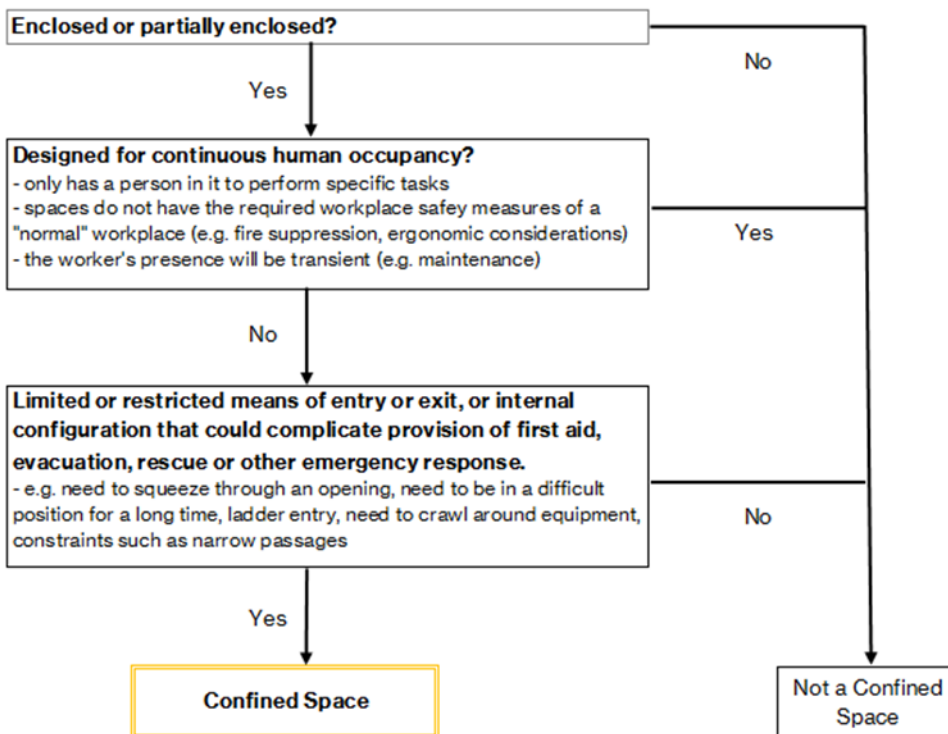 Enclosed or partially enclosed?
No
Yes
Designed for continuous human occupancy?
- only has a person in it to perform specific tasks
- spaces do not have the required workplace safey measures of a
"normal" workplace (e.g. fire suppression, ergonomic considerations)
- the worker's presence will be transient (e.g. maintenance)
Yes
No
Limited or restricted means of entry or exit, or internal
configuration that could complicate provision of first aid,
evacuation, rescue or other emergency response.
- e.g. need to squeeze through an opening, need to be in a difficult
position for a long time, ladder entry, need to crawl around equipment,
constraints such as narrow passages
No
Yes
Confined Space
Not a Confined
Space